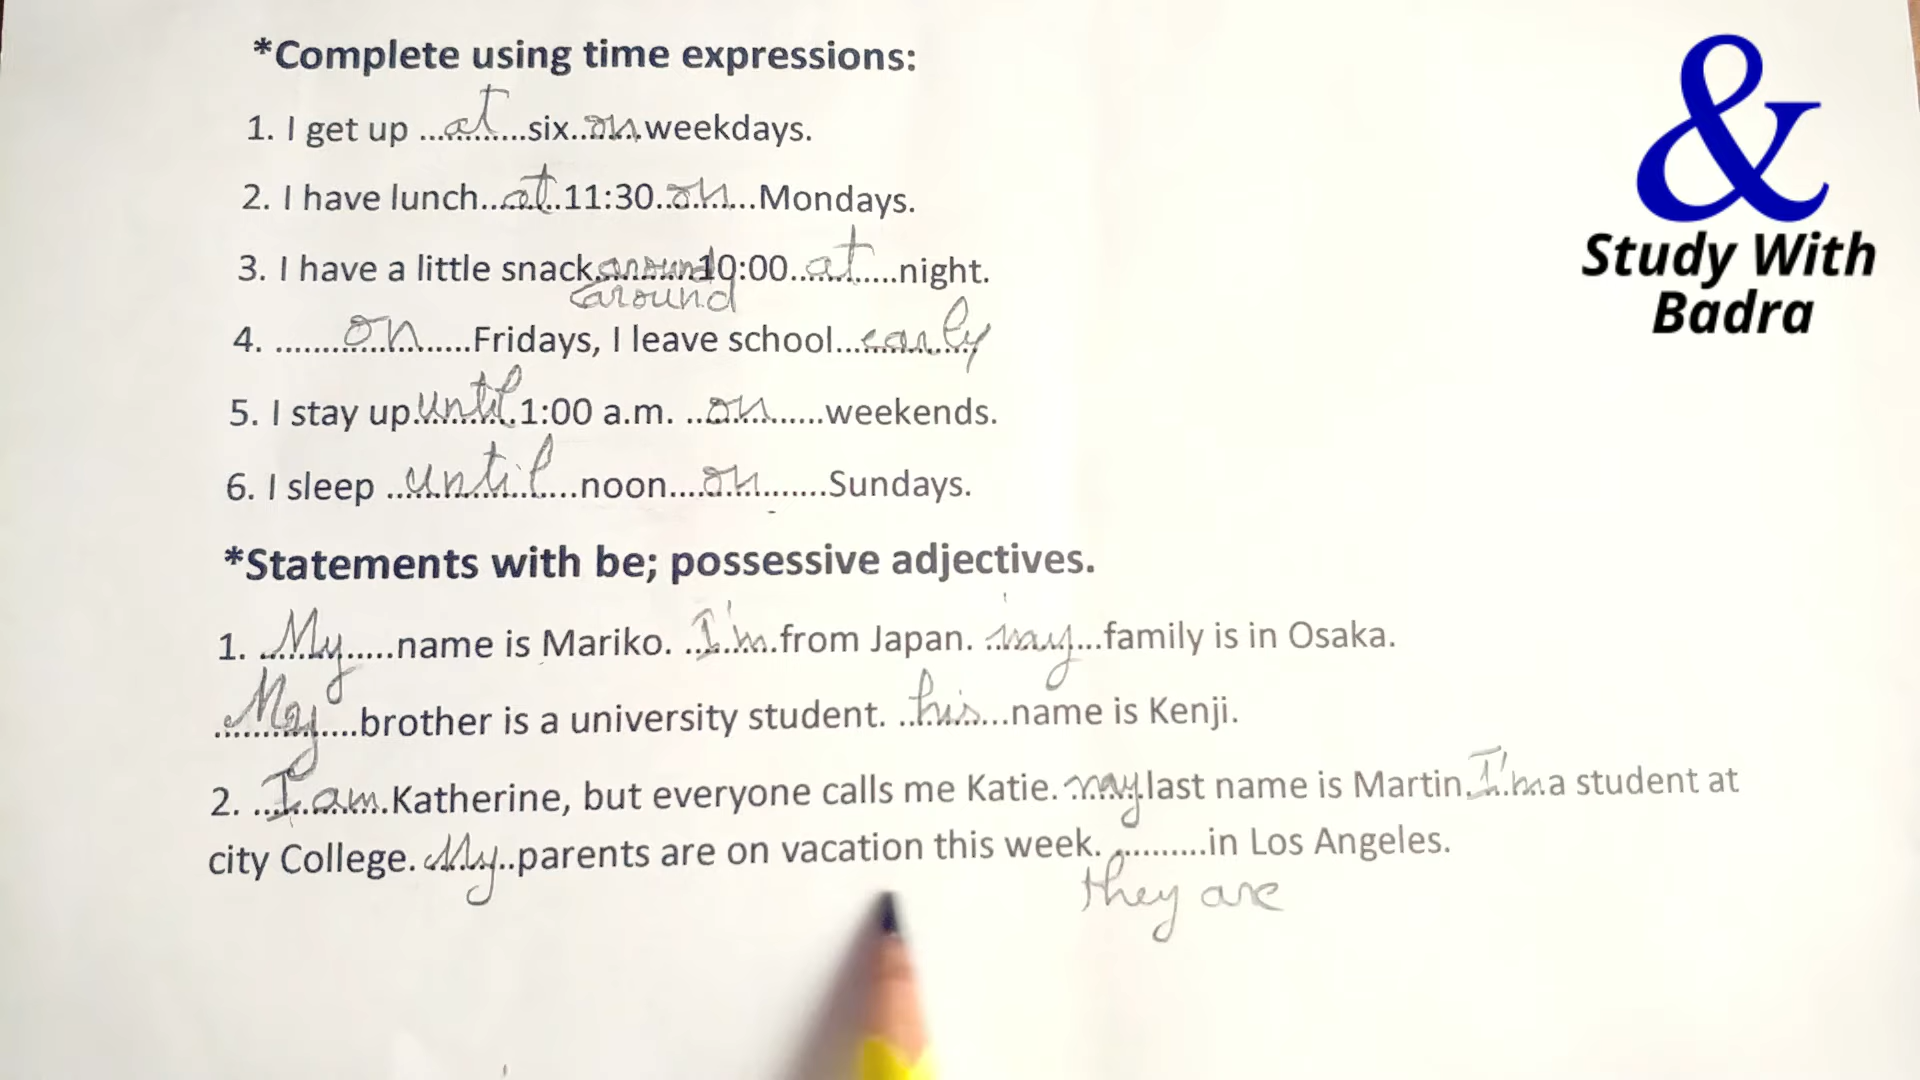 *Complete using time expressions:
1. I get up ...at...six...on...weekdays.
2. I have lunch...at...11:30...on...Mondays.
3. I have a little snack...around...10:00...at...night.
around
4. ...on...Fridays, I leave school...early
5. I stay up...until...1:00 a.m. ...on...weekends.
6. I sleep ...until...noon...on...Sundays.
*Statements with be; possessive adjectives.
1. ...My...name is Mariko. ...I'm...from Japan. ...my...family is in Osaka.
...My...brother is a university student. ...his...name is Kenji.
2. ...I am...Katherine, but everyone calls me Katie. ...my...last name is Martin. ...I'm...a student at
city College. ...My...parents are on vacation this week. ..........in Los Angeles.
they are
&
Study With
Badra